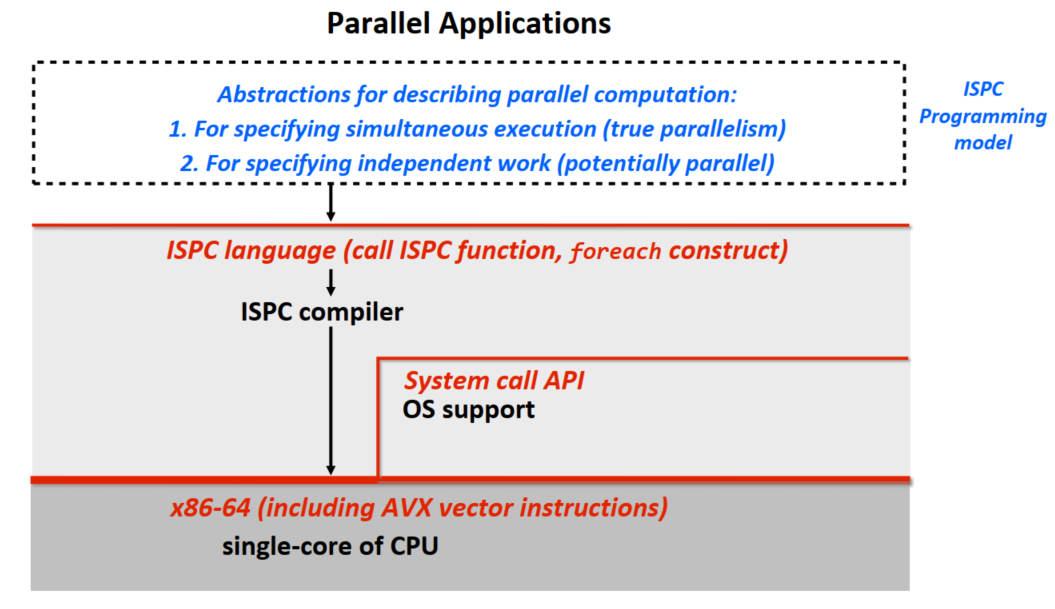 Parallel Applications
Abstractions for describing parallel computation:
1. For specifying simultaneous execution (true parallelism)
2. For specifying independent work (potentially parallel)
ISPC
Programming
model
ISPC language (call ISPC function, foreach construct)
ISPC compiler
System call API
OS support
x86-64 (including AVX vector instructions)
single-core of CPU